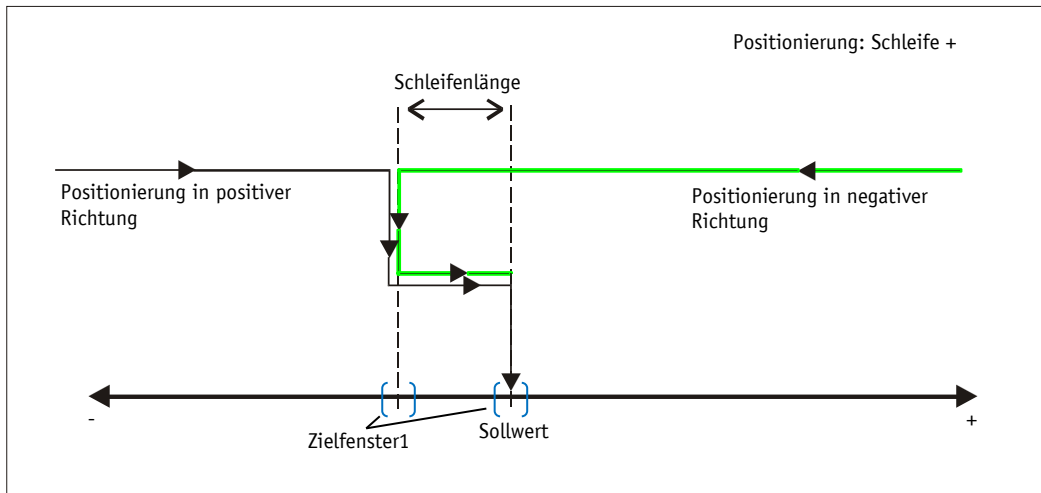 Positionierung: Schleife +
Schleifenlänge
Positionierung in positiver
Richtung
Positionierung in negativer
Richtung
-
+
Zielfenster1
Sollwert